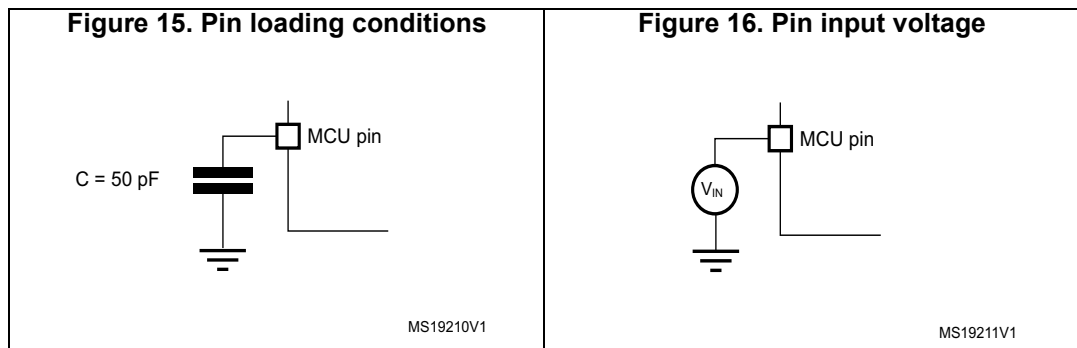 Figure 15. Pin loading conditions
MCU pin
C = 50 pF
MS19210V1
Figure 16. Pin input voltage
MCU pin
VIN
MS19211V1